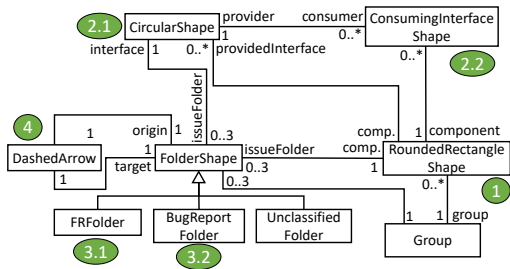 2.1
CircularShape
provider
consumer
ConsumingInterface
Shape
interface
1
0..*
providedInterface
0..*
1
2.2
0..*
issueFolder
4
1
origin
1
0..3
issueFolder
comp.
1
component
DashedArrow
target
1
FolderShape
comp.
RoundedRectangle
Shape
1
0..3
1
0..3
0..*
1
FRFolder
BugReport
Folder
Unclassified
Folder
1
1
group
Group
3.1
3.2